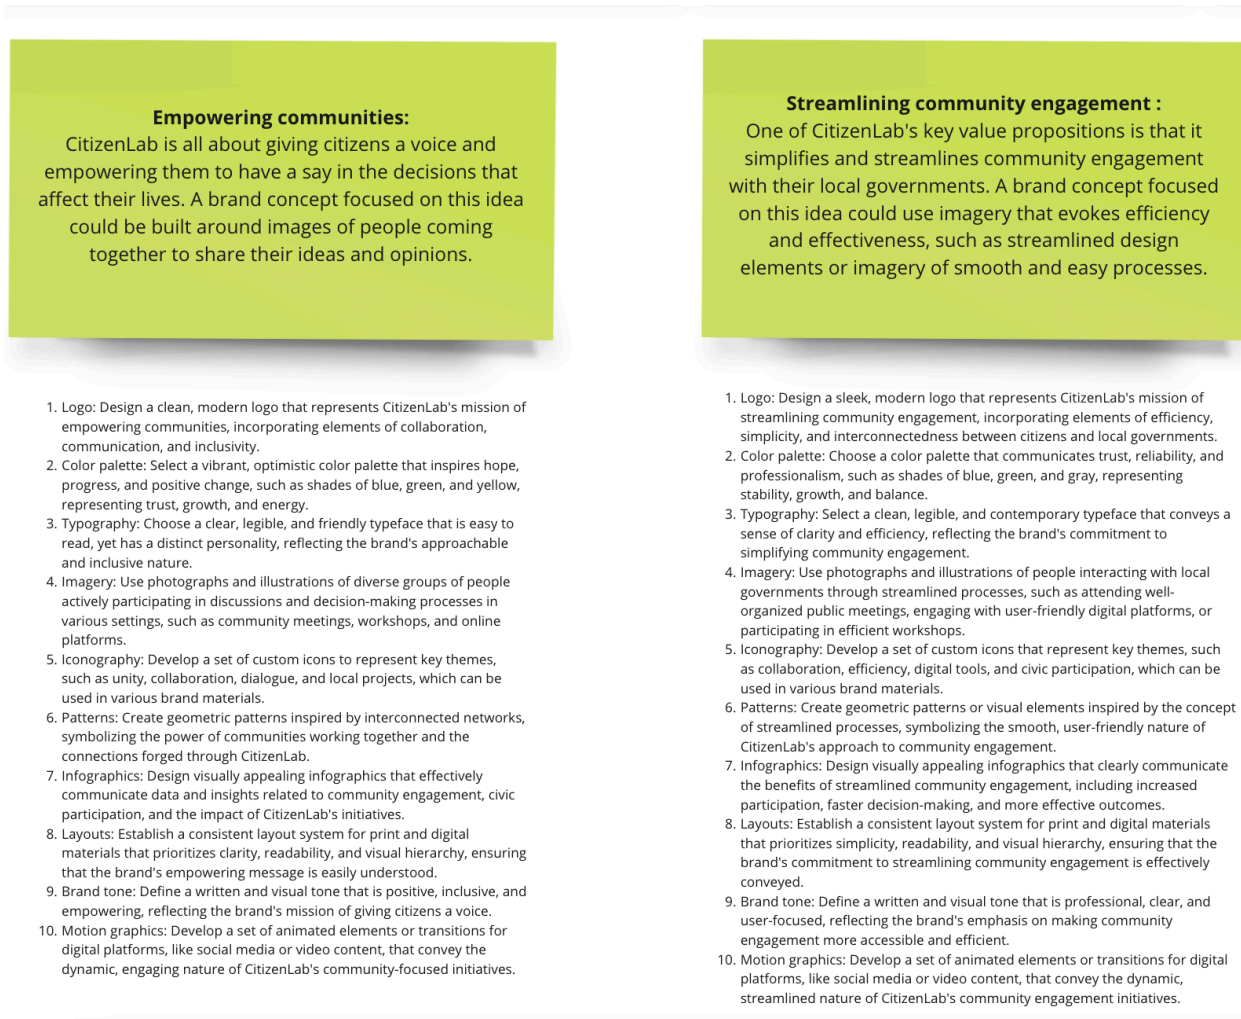 Empowering communities:
CitizenLab is all about giving citizens a voice and
empowering them to have a say in the decisions that
affect their lives. A brand concept focused on this idea
could be built around images of people coming
together to share their ideas and opinions.
1. Logo: Design a clean, modern logo that represents CitizenLab's mission of
empowering communities, incorporating elements of collaboration,
communication, and inclusivity.
2. Color palette: Select a vibrant, optimistic color palette that inspires hope,
progress, and positive change, such as shades of blue, green, and yellow,
representing trust, growth, and energy.
3. Typography: Choose a clear, legible, and friendly typeface that is easy to
read, yet has a distinct personality, reflecting the brand's approachable
and inclusive nature.
4. Imagery: Use photographs and illustrations of diverse groups of people
actively participating in discussions and decision-making processes in
various settings, such as community meetings, workshops, and online
platforms.
5. Iconography: Develop a set of custom icons to represent key themes,
such as unity, collaboration, dialogue, and local projects, which can be
used in various brand materials.
6. Patterns: Create geometric patterns inspired by interconnected networks,
symbolizing the power of communities working together and the
connections forged through CitizenLab.
7. Infographics: Design visually appealing infographics that effectively
communicate data and insights related to community engagement, civic
participation, and the impact of CitizenLab's initiatives.
8. Layouts: Establish a consistent layout system for print and digital
materials that prioritizes clarity, readability, and visual hierarchy, ensuring
that the brand's empowering message is easily understood.
9. Brand tone: Define a written and visual tone that is positive, inclusive, and
empowering, reflecting the brand's mission of giving citizens a voice.
10. Motion graphics: Develop a set of animated elements or transitions for
digital platforms, like social media or video content, that convey the
dynamic, engaging nature of CitizenLab's community-focused initiatives.
Streamlining community engagement :
One of CitizenLab's key value propositions is that it
simplifies and streamlines community engagement
with their local governments. A brand concept focused
on this idea could use imagery that evokes efficiency
and effectiveness, such as streamlined design
elements or imagery of smooth and easy processes.
1. Logo: Design a sleek, modern logo that represents CitizenLab's mission of
streamlining community engagement, incorporating elements of efficiency,
simplicity, and interconnectedness between citizens and local governments.
2. Color palette: Choose a color palette that communicates trust, reliability, and
professionalism, such as shades of blue, green, and gray, representing
stability, growth, and balance.
3. Typography: Select a clean, legible, and contemporary typeface that conveys a
sense of clarity and efficiency, reflecting the brand's commitment to
simplifying community engagement.
4. Imagery: Use photographs and illustrations of people interacting with local
governments through streamlined processes, such as attending well-
organized public meetings, engaging with user-friendly digital platforms, or
participating in efficient workshops.
5. Iconography: Develop a set of custom icons that represent key themes, such
as collaboration, efficiency, digital tools, and civic participation, which can be
used in various brand materials.
6. Patterns: Create geometric patterns or visual elements inspired by the concept
of streamlined processes, symbolizing the smooth, user-friendly nature of
CitizenLab's approach to community engagement.
7. Infographics: Design visually appealing infographics that clearly communicate
the benefits of streamlined community engagement, including increased
participation, faster decision-making, and more effective outcomes.
8. Layouts: Establish a consistent layout system for print and digital materials
that prioritizes simplicity, readability, and visual hierarchy, ensuring that the
brand's commitment to streamlining community engagement is effectively
conveyed.
9. Brand tone: Define a written and visual tone that is professional, clear, and
user-focused, reflecting the brand's emphasis on making community
engagement more accessible and efficient.
10. Motion graphics: Develop a set of animated elements or transitions for digital
platforms, like social media or video content, that convey the dynamic,
streamlined nature of CitizenLab's community engagement initiatives.